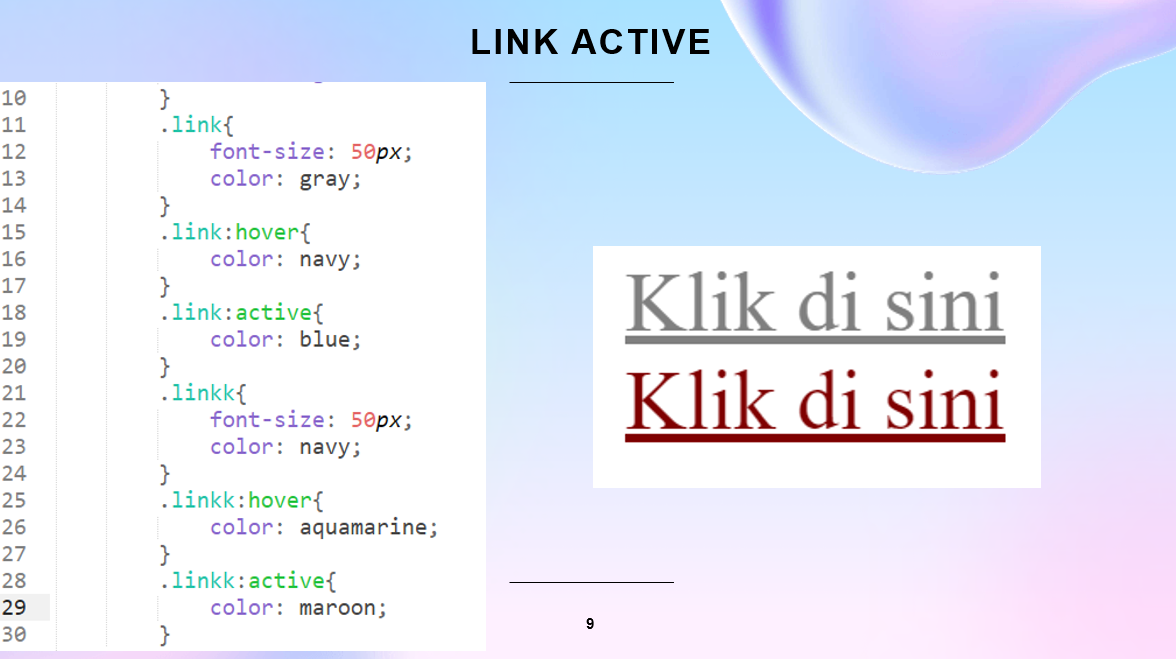 LINK ACTIVE
10 }
11 .link{
12 font-size: 50px;
13 color: gray;
14 }
15 .link:hover{
16 color: navy;
17 }
18 .link:active{
19 color: blue;
20 }
21 .linkk{
22 font-size: 50px;
23 color: navy;
24 }
25 .linkk:hover{
26 color: aquamarine;
27 }
28 .linkk:active{
29 color: maroon;
30 }
Klik di sini
Klik di sini
9